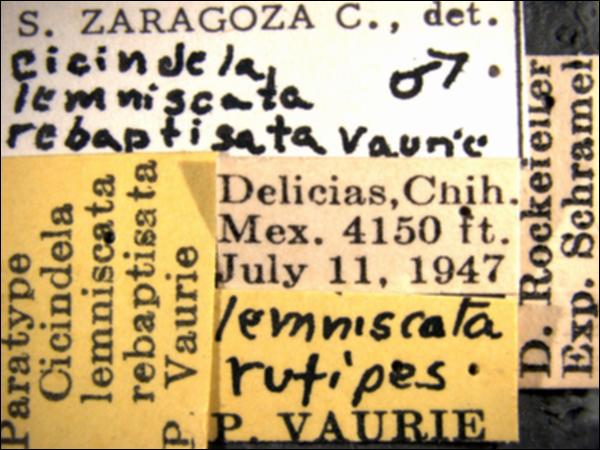 S. ZARAGOZA C., det.
Cicindela ♂.
lemniscata
rebaptisata Vaurie
Paratype
Cicindela
lemniscata
rebaptisata
P Vaurie
Delicias, Chih.
Mex. 4150 ft.
July 11, 1947
lemniscata
rufipes.
P. VAURIE
D. Rockefeller
Exp. Schramel